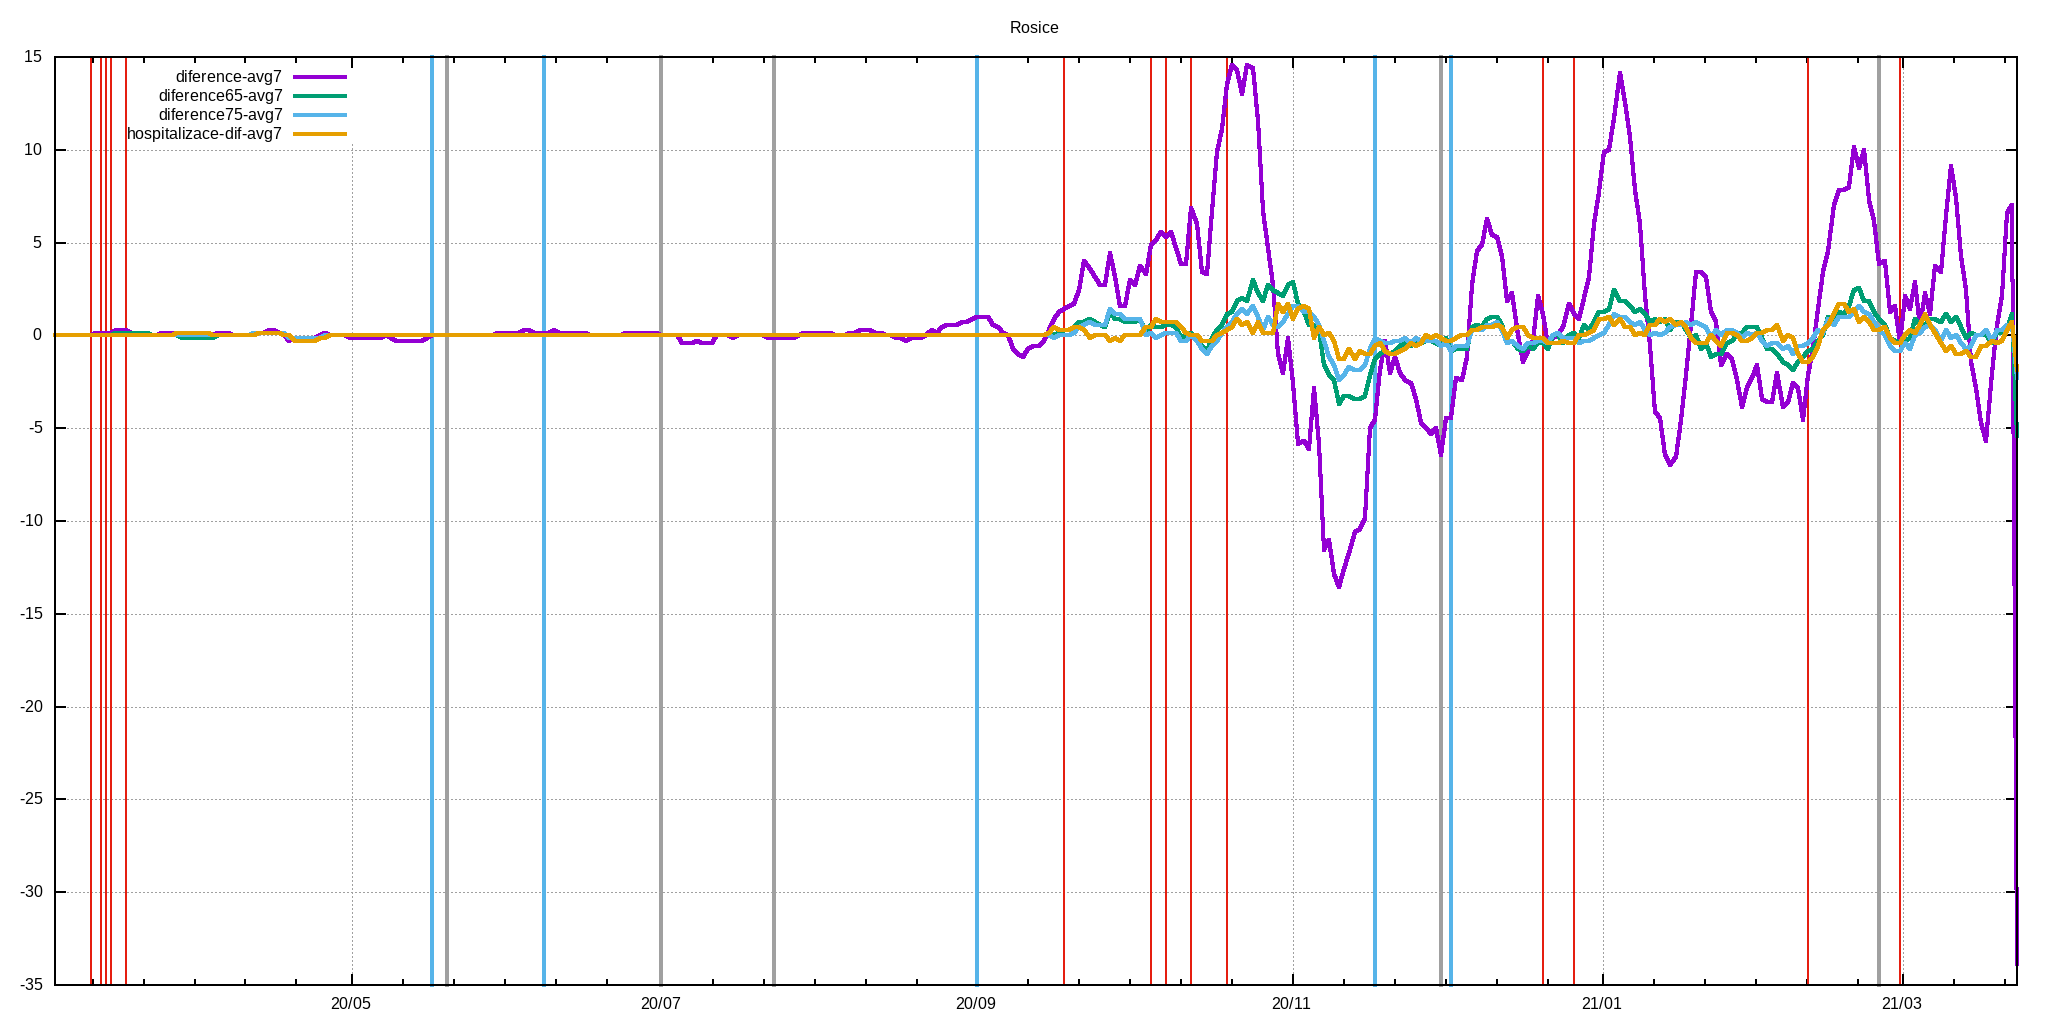 Rosice
15
10
5
0
-5
-10
-15
-20
-25
-30
-35
diference-avg7
diference65-avg7
diference75-avg7
hospitalizace-dif-avg7
20/05 20/07 20/09 20/11 21/01 21/03